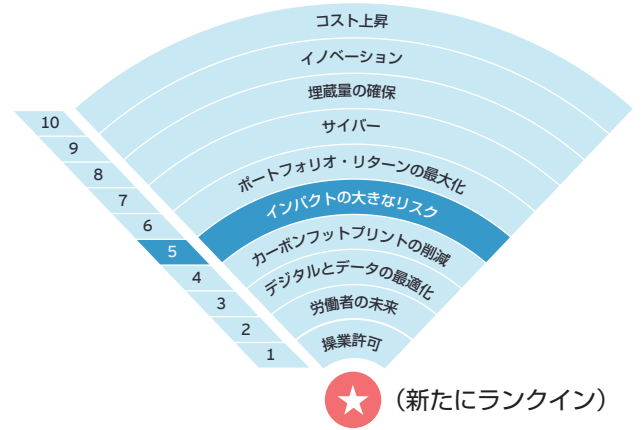 コスト上昇
イノベーション
埋蔵量の確保
サイバー
ポートフォリオ・リターンの最大化
インパクトの大きなリスク
カーボンフットプリントの削減
デジタルとデータの最適化
労働者の未来
操業許可
10
9
8
7
6
5
4
3
2
1
（新たにランクイン）